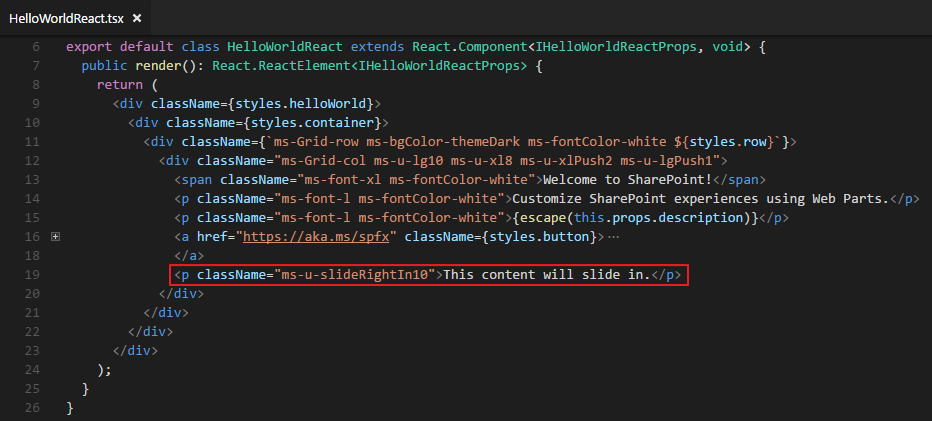 HelloWorldReact.tsx ×
6 export default class HelloWorldReact extends React.Component<IHelloWorldReactProps, void> {
7   public render(): React.ReactElement<IHelloWorldReactProps> {
8     return (
9       <div className={styles.helloWorld}>
10         <div className={styles.container}>
11           <div className={`ms-Grid-row ms-bgColor-themeDark ms-fontColor-white ${styles.row}`}>
12             <div className="ms-Grid-col ms-u-lg10 ms-u-xl8 ms-u-xlPush2 ms-u-lgPush1">
13               <span className="ms-font-xl ms-fontColor-white">Welcome to SharePoint!</span>
14               <p className="ms-font-l ms-fontColor-white">Customize SharePoint experiences using Web Parts.</p>
15               <p className="ms-font-l ms-fontColor-white">{escape(this.props.description)}</p>
16               <a href="https://aka.ms/spfx" className={styles.button}>···
18               </a>
19               <p className="ms-u-slideRightIn10">This content will slide in.</p>
20             </div>
21           </div>
22         </div>
23       </div>
24     );
25   }
26 }